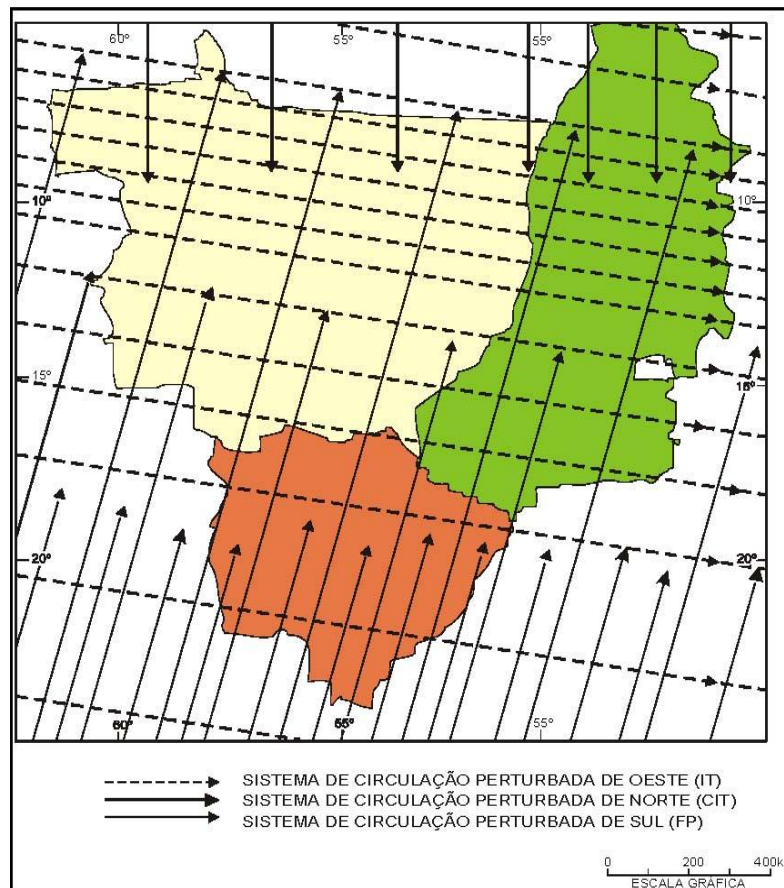 60° 55° 55°
10° 10°
15° 15°
20° 20°
60° 55° 55°
SISTEMA DE CIRCULAÇÃO PERTURBADA DE OESTE (IT)
SISTEMA DE CIRCULAÇÃO PERTURBADA DE NORTE (CIT)
SISTEMA DE CIRCULAÇÃO PERTURBADA DE SUL (FP)
0 200 400k
ESCALA GRÁFICA